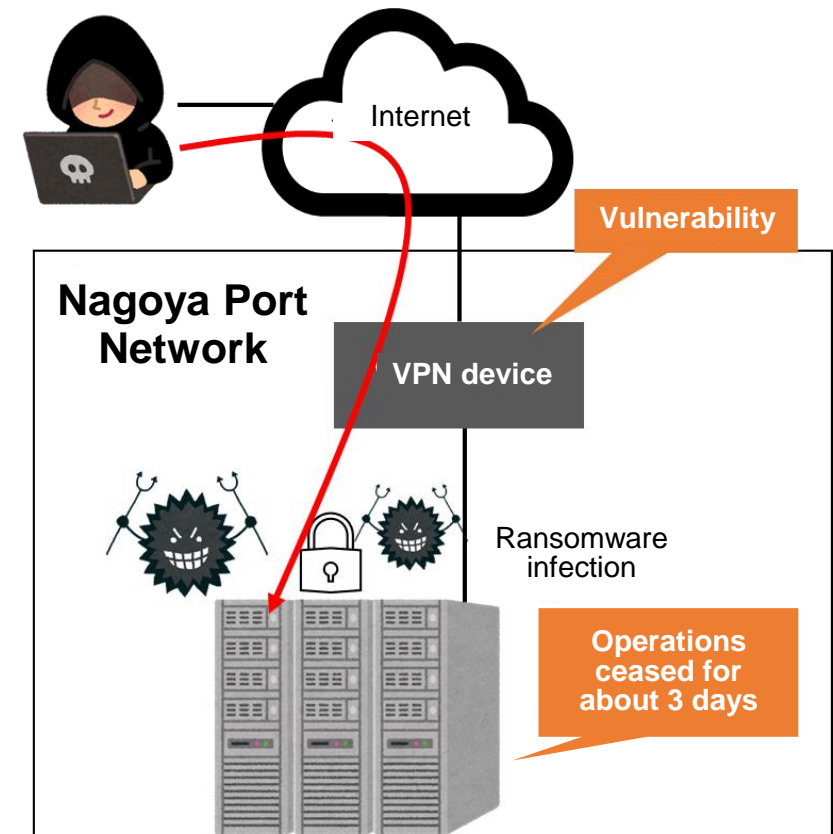 Internet
Vulnerability
Nagoya Port
Network
VPN device
Ransomware
infection
Operations
ceased for
about 3 days